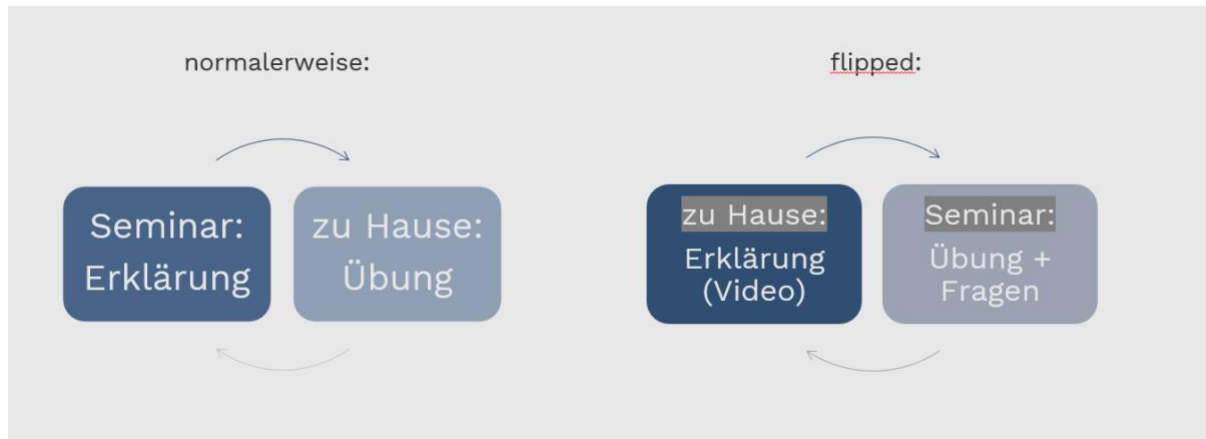 normalerweise:
Seminar:
Erklärung
zu Hause:
Übung
flipped:
zu Hause:
Erklärung
(Video)
Seminar:
Übung +
Fragen